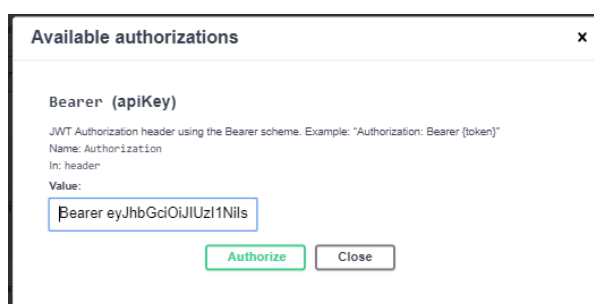 Available authorizations x
Bearer (apiKey)
JWT Authorization header using the Bearer scheme. Example: "Authorization: Bearer {token}"
Name: Authorization
In: header
Value:
Bearer eyJhbGciOiJIUzI1NiIs
Authorize Close